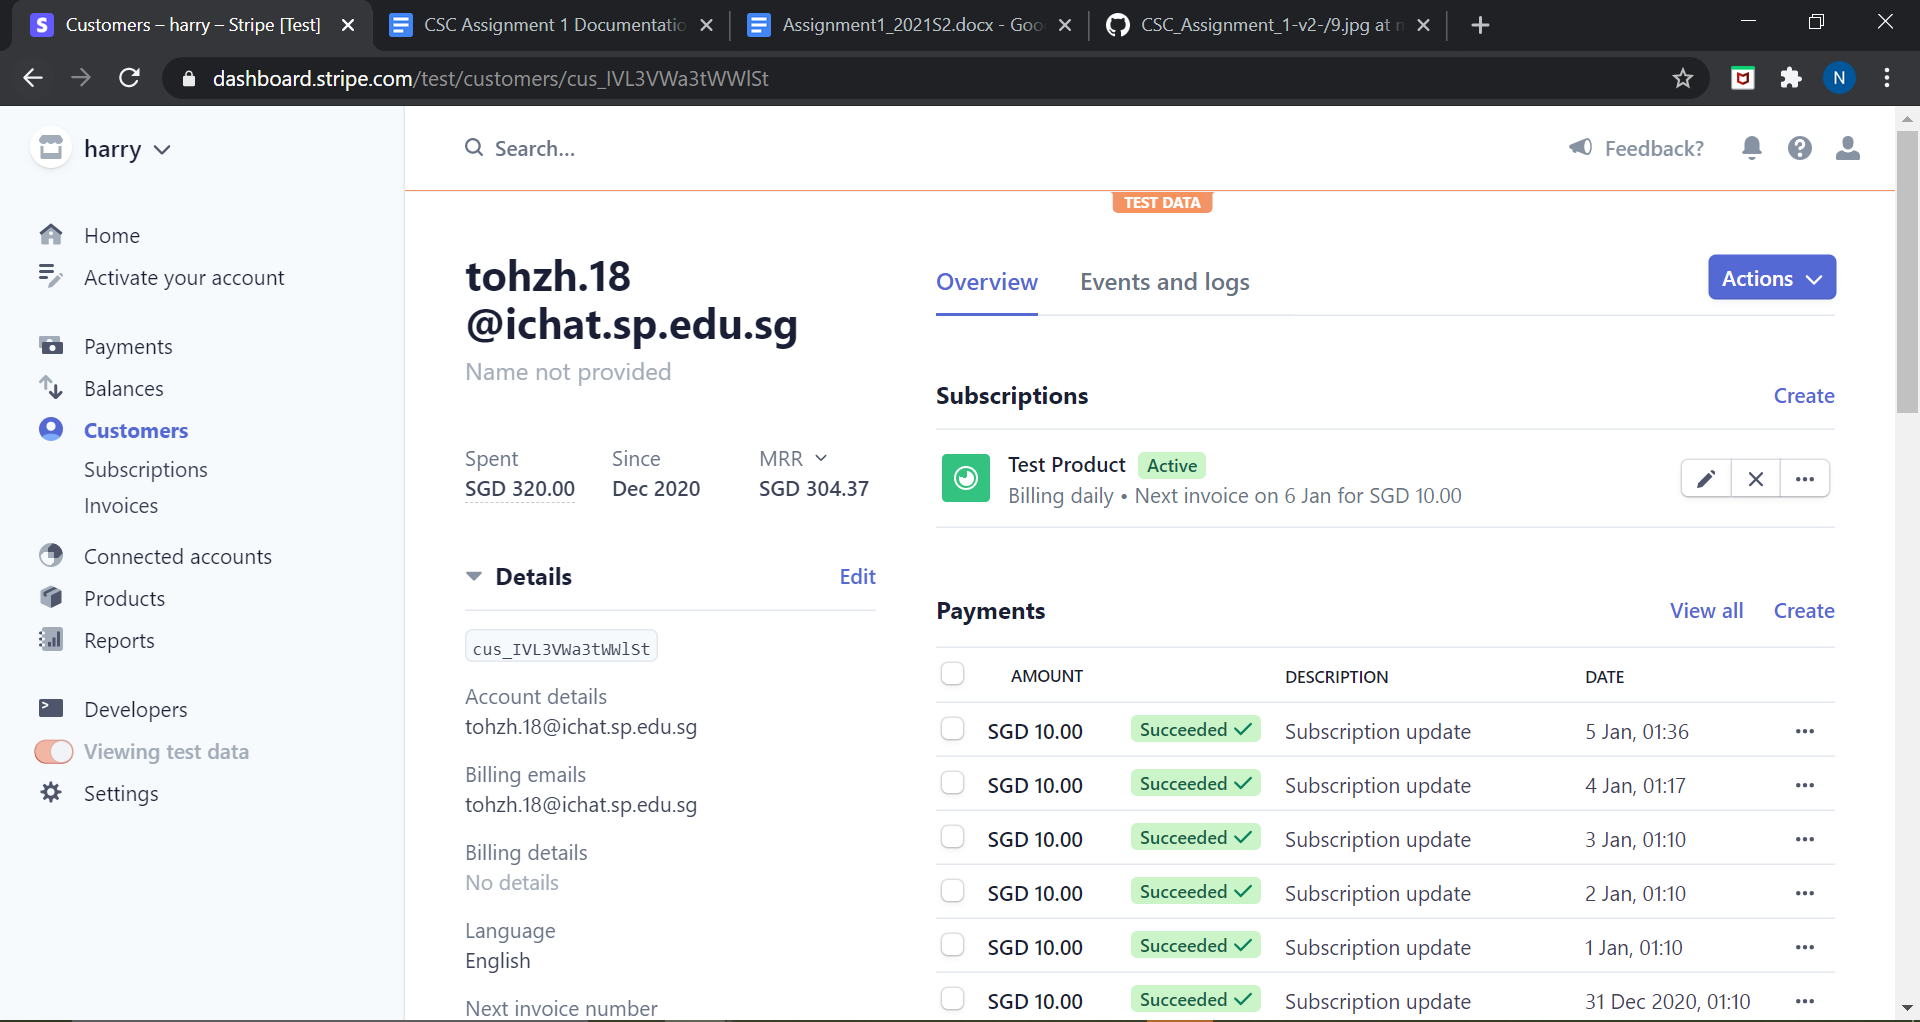 Customers – harry – Stripe [Test]
CSC Assignment 1 Documentatio
Assignment1_2021S2.docx - Goo
CSC_Assignment_1-v2-/9.jpg at m
dashboard.stripe.com/test/customers/cus_IVL3VWa3tWWlSt
N
harry
Search...
Feedback?
TEST DATA
Home
Activate your account
Payments
Balances
Customers
Subscriptions
Invoices
Connected accounts
Products
Reports
Developers
Viewing test data
Settings
tohzh.18
@ichat.sp.edu.sg
Name not provided
Spent
SGD 320.00
Since
Dec 2020
MRR
SGD 304.37
Details
Edit
cus_IVL3VWa3tWWlSt
Account details
tohzh.18@ichat.sp.edu.sg
Billing emails
tohzh.18@ichat.sp.edu.sg
Billing details
No details
Language
English
Next invoice number
Overview
Events and logs
Actions
Subscriptions
Create
Test Product Active
Billing daily • Next invoice on 6 Jan for SGD 10.00
Payments
View all
Create
AMOUNT DESCRIPTION DATE
SGD 10.00 Succeeded Subscription update 5 Jan, 01:36
SGD 10.00 Succeeded Subscription update 4 Jan, 01:17
SGD 10.00 Succeeded Subscription update 3 Jan, 01:10
SGD 10.00 Succeeded Subscription update 2 Jan, 01:10
SGD 10.00 Succeeded Subscription update 1 Jan, 01:10
SGD 10.00 Succeeded Subscription update 31 Dec 2020, 01:10